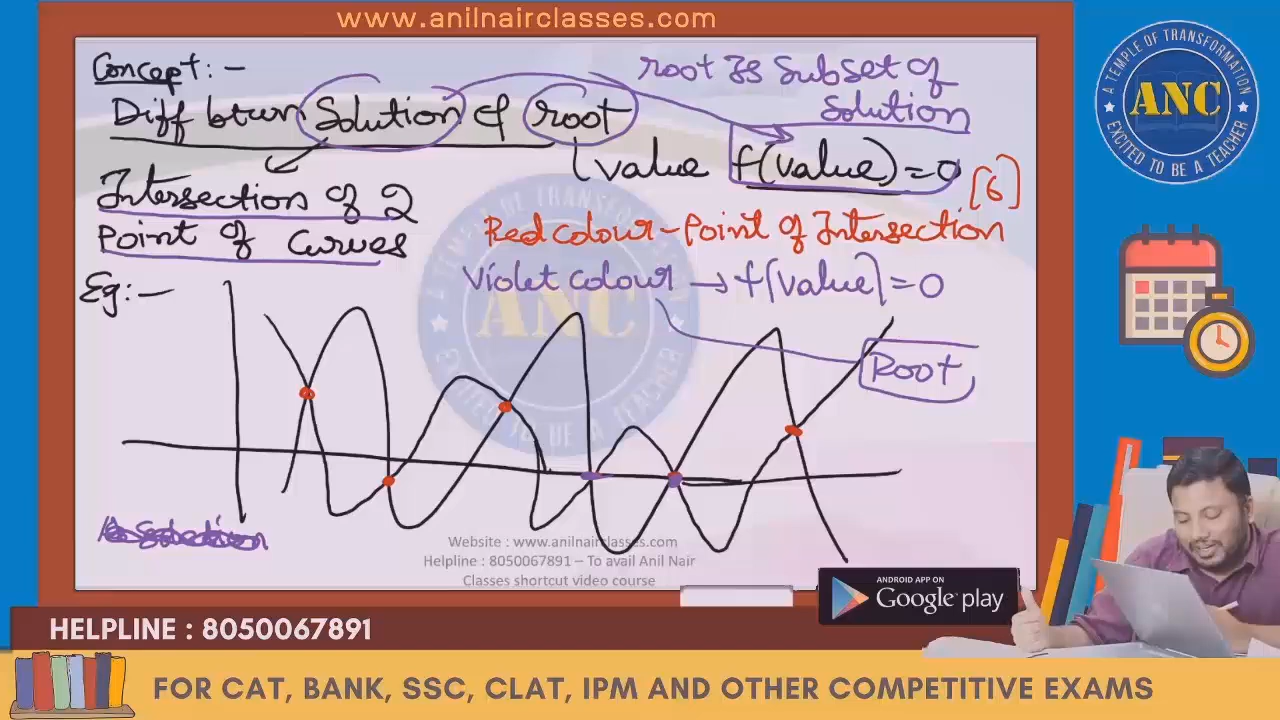 www.anilnairclasses.com
Concept:-
Diff btwn Solution & root
root is Subset of
Solution
value f(value)=0
[6]
Intersection of 2
Point of Curves
Red colour-Point of Intersection
Violet colour → f(value)=0
Eg:-
Root
A TEMPLE OF TRANSFORMATION
ANC
EXCITED TO BE A TEACHER
ANC
Website : www.anilnairclasses.com
Helpline : 8050067891 – To avail Anil Nair
Classes shortcut video course
ANDROID APP ON
Google play
HELPLINE : 8050067891
FOR CAT, BANK, SSC, CLAT, IPM AND OTHER COMPETITIVE EXAMS